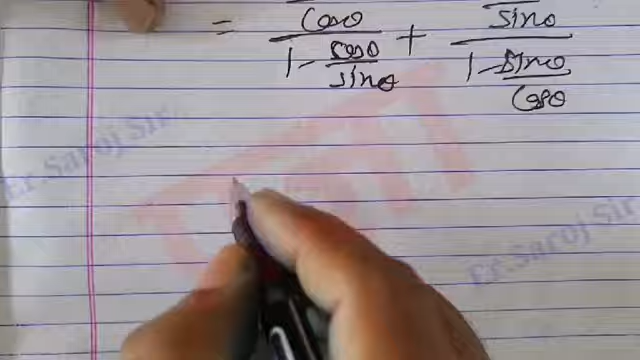 = cosθ / (1 - cosθ/sinθ) + sinθ / (1 - sinθ/cosθ)
Er. Saroj Sir
Er. Saroj Sir